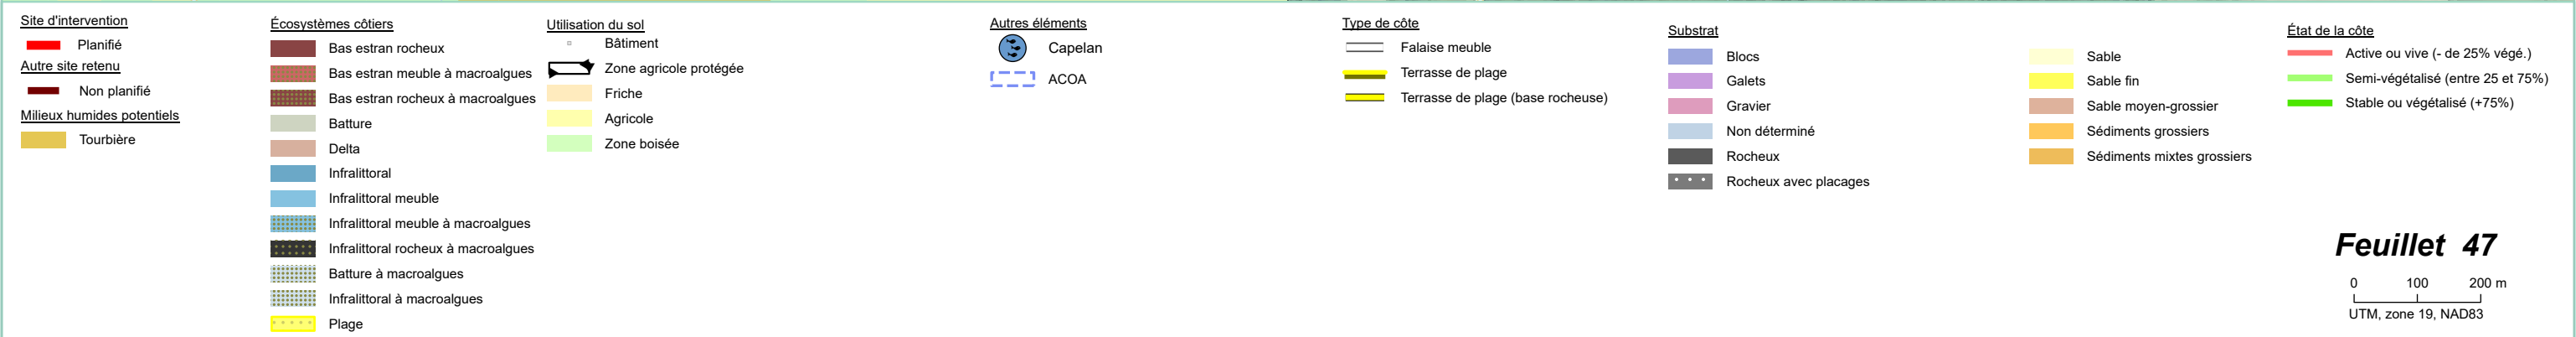 Site d'intervention
Planifié
Autre site retenu
Non planifié
Milieux humides potentiels
Tourbière
Écosystèmes côtiers
Bas estran rocheux
Bas estran meuble à macroalgues
Bas estran rocheux à macroalgues
Batture
Delta
Infralittoral
Infralittoral meuble
Infralittoral meuble à macroalgues
Infralittoral rocheux à macroalgues
Batture à macroalgues
Infralittoral à macroalgues
Plage
Utilisation du sol
Bâtiment
Zone agricole protégée
Friche
Agricole
Zone boisée
Autres éléments
Capelan
ACOA
Type de côte
Falaise meuble
Terrasse de plage
Terrasse de plage (base rocheuse)
Substrat
Blocs
Galets
Gravier
Non déterminé
Rocheux
Rocheux avec placages
Sable
Sable fin
Sable moyen-grossier
Sédiments grossiers
Sédiments mixtes grossiers
État de la côte
Active ou vive (- de 25% végé.)
Semi-végétalisé (entre 25 et 75%)
Stable ou végétalisé (+75%)
Feuillet 47
0 100 200 m
UTM, zone 19, NAD83